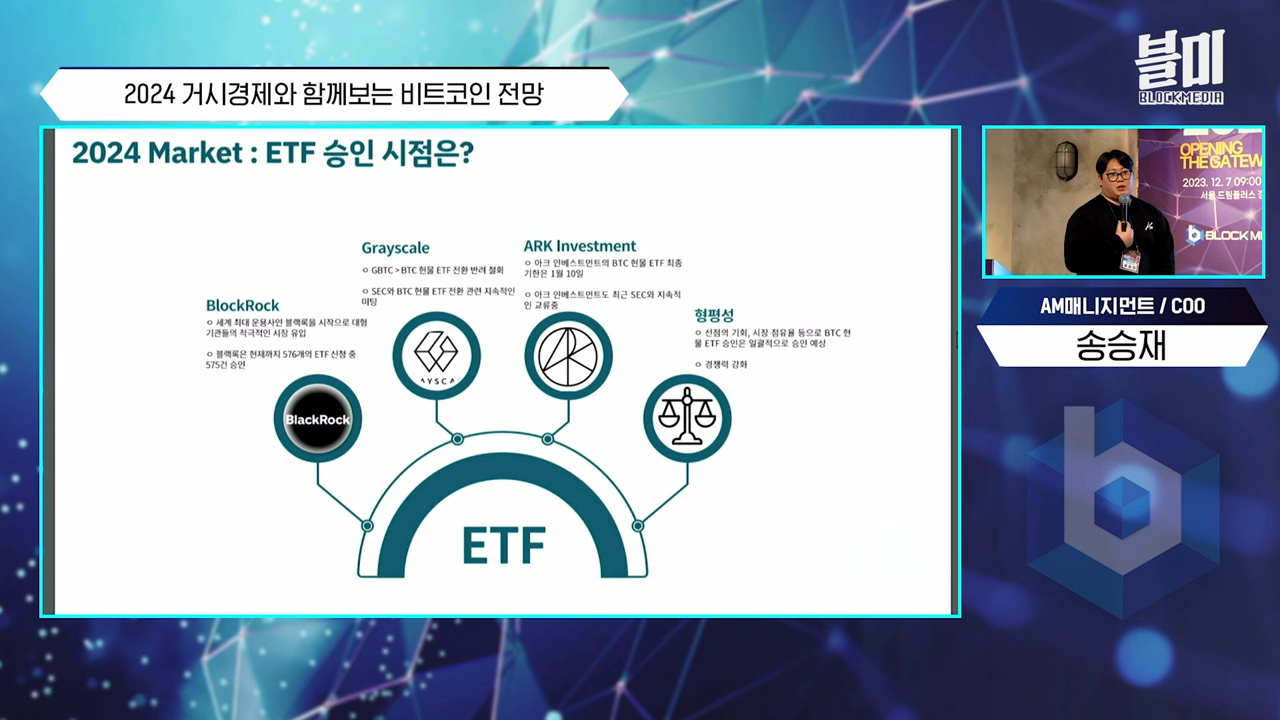 블미
BLOCKMEDIA
2024 거시경제와 함께보는 비트코인 전망
2024 Market : ETF 승인 시점은?
Grayscale
ㅇ GBTC > BTC 현물 ETF 전환 반려 철회
ㅇ SEC와 BTC 현물 ETF 전환 관련 지속적인
미팅
ARK Investment
ㅇ 아크 인베스트먼트의 BTC 현물 ETF 최종
기한은 1월 10일
ㅇ 아크 인베스트먼트도 최근 SEC와 지속적
인 교류중
BlockRock
ㅇ 세계 최대 운용사인 블랙록을 시작으로 대형
기관들의 적극적인 시장 유입
ㅇ 블랙록은 현재까지 576개의 ETF 신청 중
575건 승인
형평성
ㅇ 선점의 기회, 시장 점유율 등으로 BTC 현
물 ETF 승인은 일괄적으로 승인 예상
ㅇ 경쟁력 강화
AYSCA
BlackRock
ETF
OPENING
THE GATEW
2023. 12. 7 09:00
서울 드림플러스 강
BLOCK ME
AM매니지먼트 / COO
송승재